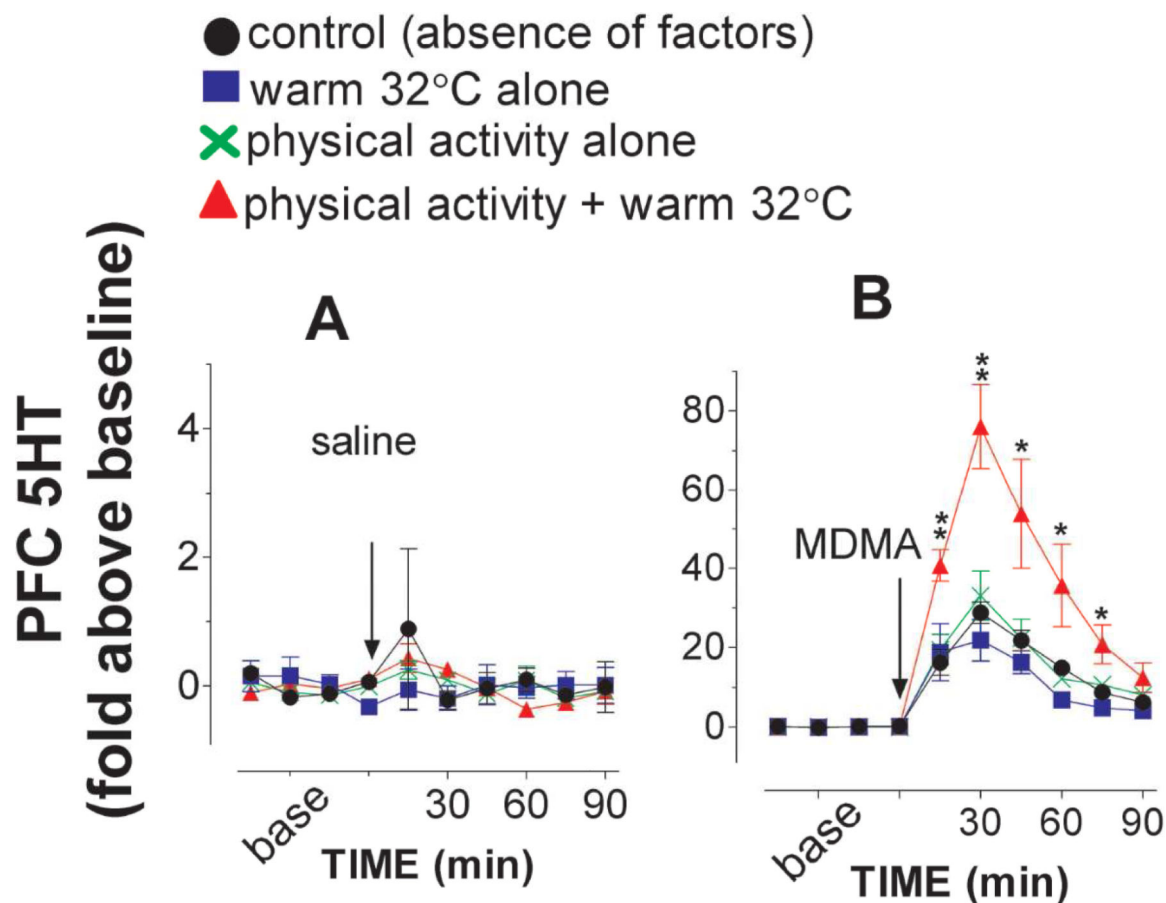 control (absence of factors)
warm 32°C alone
physical activity alone
physical activity + warm 32°C
PFC 5HT
(fold above baseline)
A
saline
4
2
0
base
30
60
90
TIME (min)
B
MDMA
**
**
*
*
*
80
60
40
20
0
base
30
60
90
TIME (min)